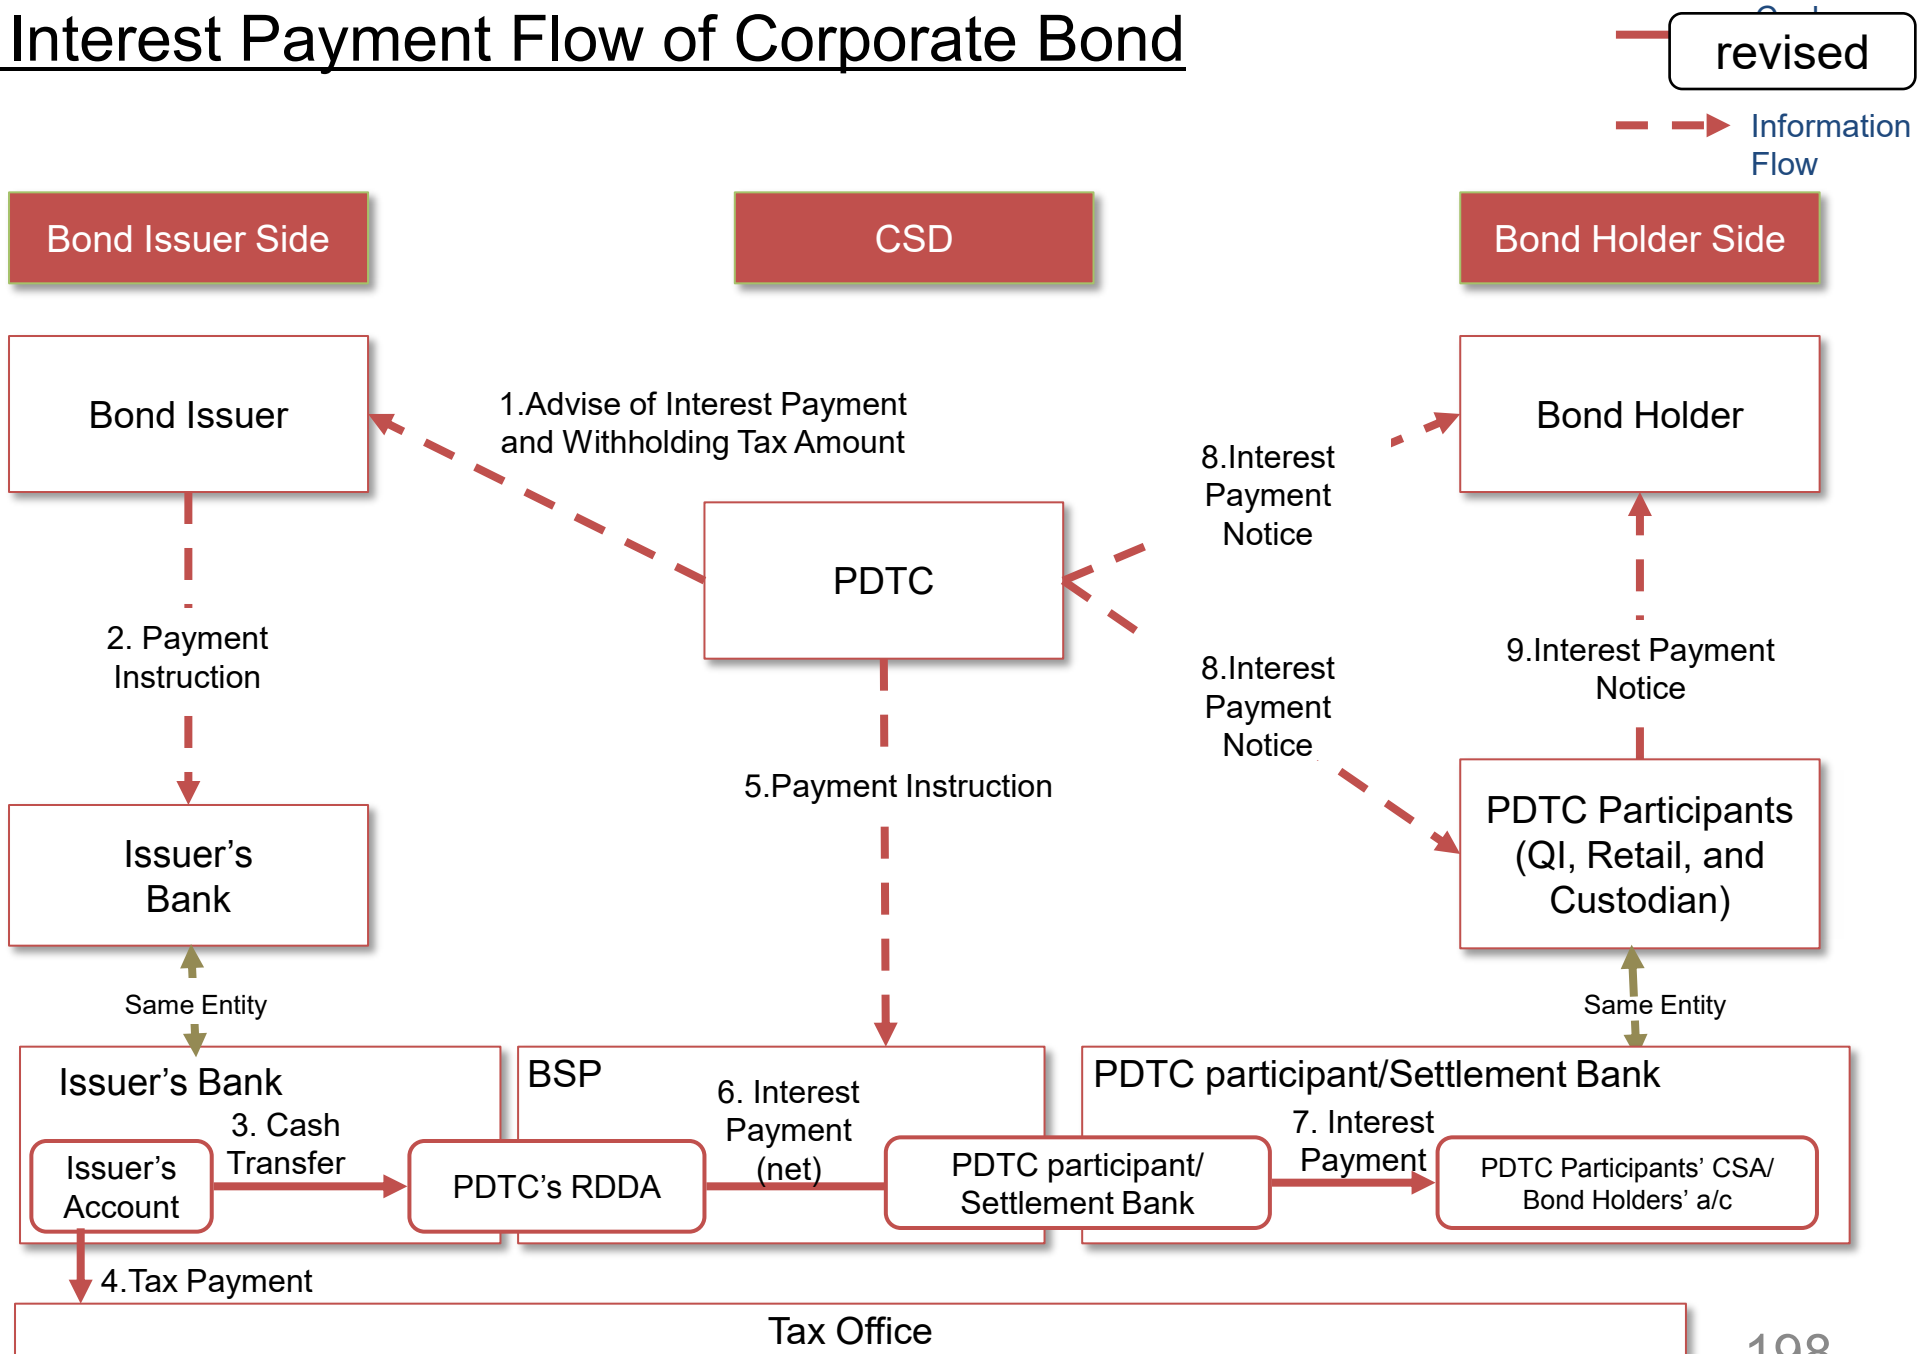 Interest Payment Flow of Corporate Bond
revised
Information
Flow
Bond Issuer Side
CSD
Bond Holder Side
Bond Issuer
1.Advise of Interest Payment
and Withholding Tax Amount
Bond Holder
8.Interest
Payment
Notice
PDTC
2. Payment
Instruction
8.Interest
Payment
Notice
9.Interest Payment
Notice
5.Payment Instruction
Issuer’s
Bank
PDTC Participants
(QI, Retail, and
Custodian)
Same Entity
Same Entity
Issuer’s Bank
BSP
PDTC participant/Settlement Bank
3. Cash
Transfer
6. Interest
Payment
(net)
7. Interest
Payment
Issuer’s
Account
PDTC’s RDDA
PDTC participant/
Settlement Bank
PDTC Participants’ CSA/
Bond Holders’ a/c
4.Tax Payment
Tax Office
198